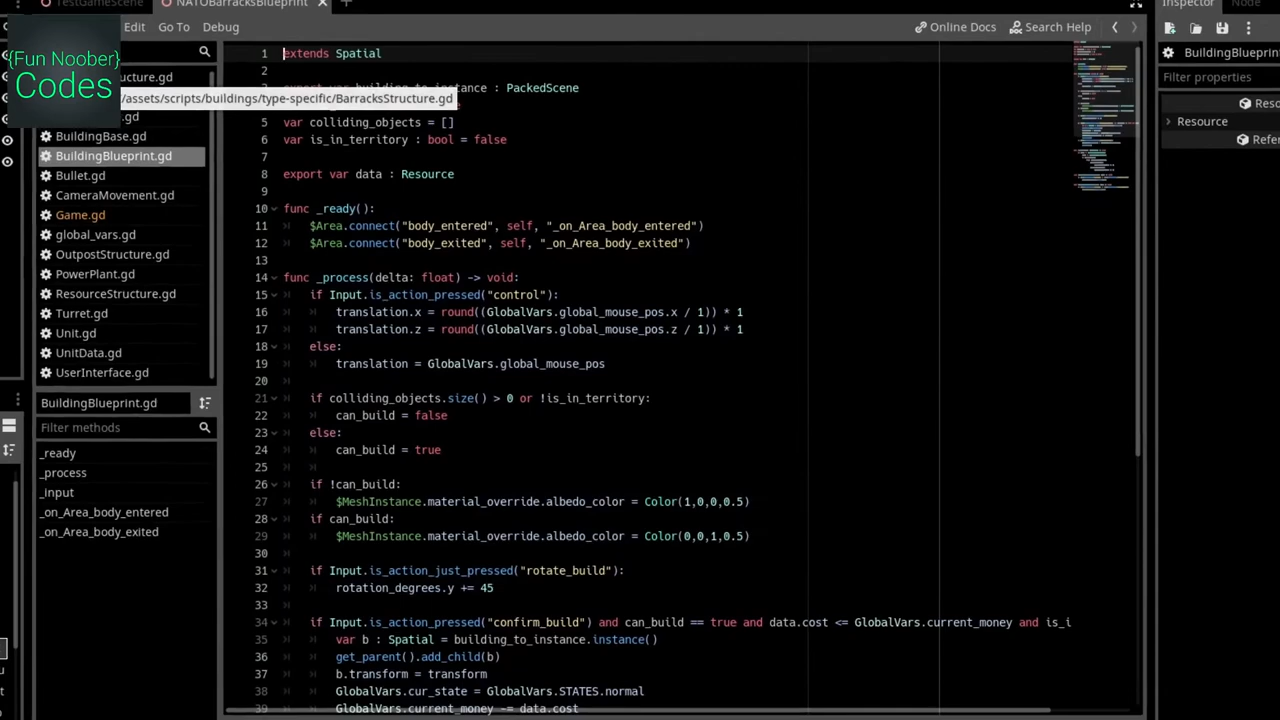 TestGameScene
NATOBarracksBlueprint
Inspector
Node
Edit
Go To
Debug
Online Docs
Search Help
{Fun Noober}
Codes
ucture.gd
/assets/scripts/buildings/type-specific/BarracksStructure.gd
.gd
BuildingBase.gd
BuildingBlueprint.gd
Bullet.gd
CameraMovement.gd
Game.gd
global_vars.gd
OutpostStructure.gd
PowerPlant.gd
ResourceStructure.gd
Turret.gd
Unit.gd
UnitData.gd
UserInterface.gd
BuildingBlueprint.gd
Filter methods
_ready
_process
_input
_on_Area_body_entered
_on_Area_body_exited
1 extends Spatial
2
: PackedScene
5 var colliding_objects = []
6 var is_in_territory : bool = false
7
8 export var data : Resource
9
10 func _ready():
11 $Area.connect("body_entered", self, "_on_Area_body_entered")
12 $Area.connect("body_exited", self, "_on_Area_body_exited")
13
14 func _process(delta: float) -> void:
15 if Input.is_action_pressed("control"):
16 translation.x = round((GlobalVars.global_mouse_pos.x / 1)) * 1
17 translation.z = round((GlobalVars.global_mouse_pos.z / 1)) * 1
18 else:
19 translation = GlobalVars.global_mouse_pos
20
21 if colliding_objects.size() > 0 or !is_in_territory:
22 can_build = false
23 else:
24 can_build = true
25
26 if !can_build:
27 $MeshInstance.material_override.albedo_color = Color(1,0,0,0.5)
28 if can_build:
29 $MeshInstance.material_override.albedo_color = Color(0,0,1,0.5)
30
31 if Input.is_action_just_pressed("rotate_build"):
32 rotation_degrees.y += 45
33
34 if Input.is_action_pressed("confirm_build") and can_build == true and data.cost <= GlobalVars.current_money and is_i
35 var b : Spatial = building_to_instance.instance()
36 get_parent().add_child(b)
37 b.transform = transform
38 GlobalVars.cur_state = GlobalVars.STATES.normal
39 GlobalVars.current_money -= data.cost
BuildingBlueprint
Filter properties
Reso
Resource
Refer